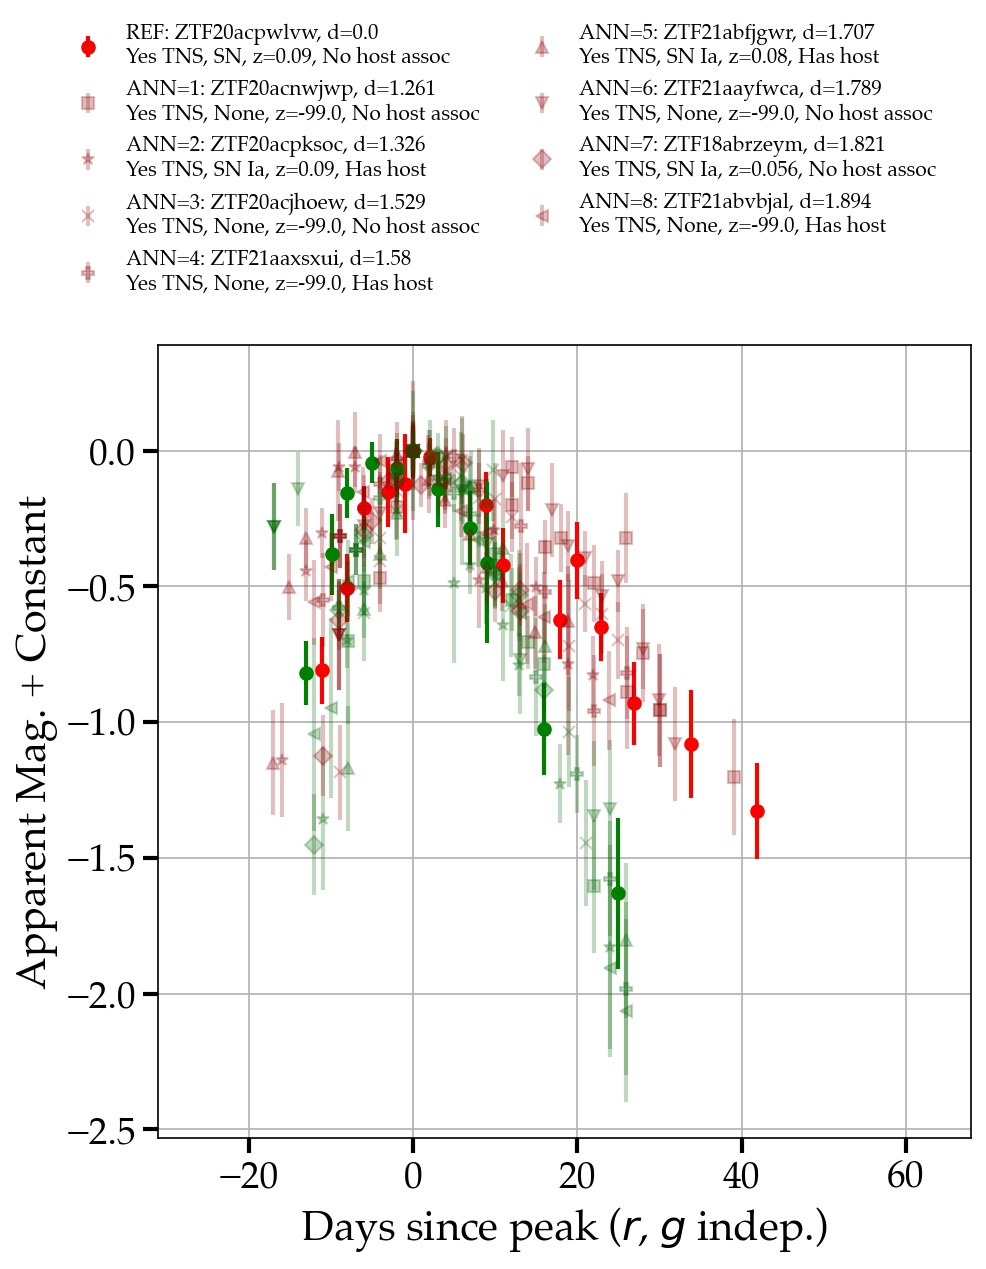 REF: ZTF20acpwlvw, d=0.0
Yes TNS, SN, z=0.09, No host assoc
ANN=1: ZTF20acnwjwp, d=1.261
Yes TNS, None, z=-99.0, No host assoc
ANN=2: ZTF20acpksoc, d=1.326
Yes TNS, SN Ia, z=0.09, Has host
ANN=3: ZTF20acjhoew, d=1.529
Yes TNS, None, z=-99.0, No host assoc
ANN=4: ZTF21aaxsxui, d=1.58
Yes TNS, None, z=-99.0, Has host
ANN=5: ZTF21abfjgwr, d=1.707
Yes TNS, SN Ia, z=0.08, Has host
ANN=6: ZTF21aayfwca, d=1.789
Yes TNS, None, z=-99.0, No host assoc
ANN=7: ZTF18abrzeym, d=1.821
Yes TNS, SN Ia, z=0.056, No host assoc
ANN=8: ZTF21abvbjal, d=1.894
Yes TNS, None, z=-99.0, Has host
Apparent Mag. + Constant
0.0
−0.5
−1.0
−1.5
−2.0
−2.5
−20 0 20 40 60
Days since peak (r, g indep.)